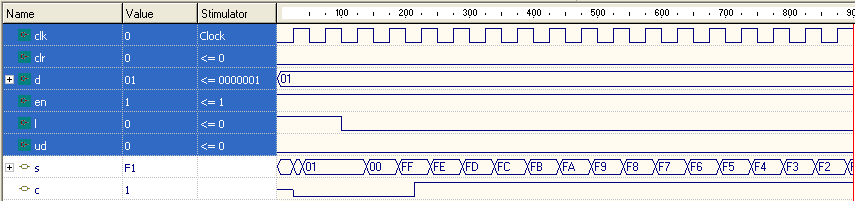 Name Value Stimulator 100 200 300 400 500 600 700 800 90
clk 0 Clock
clr 0 <= 0
d 01 <= 0000001 01
en 1 <= 1
l 0 <= 0
ud 0 <= 0
s F1 01 00 FF FE FD FC FB FA F9 F8 F7 F6 F5 F4 F3 F2
c 1